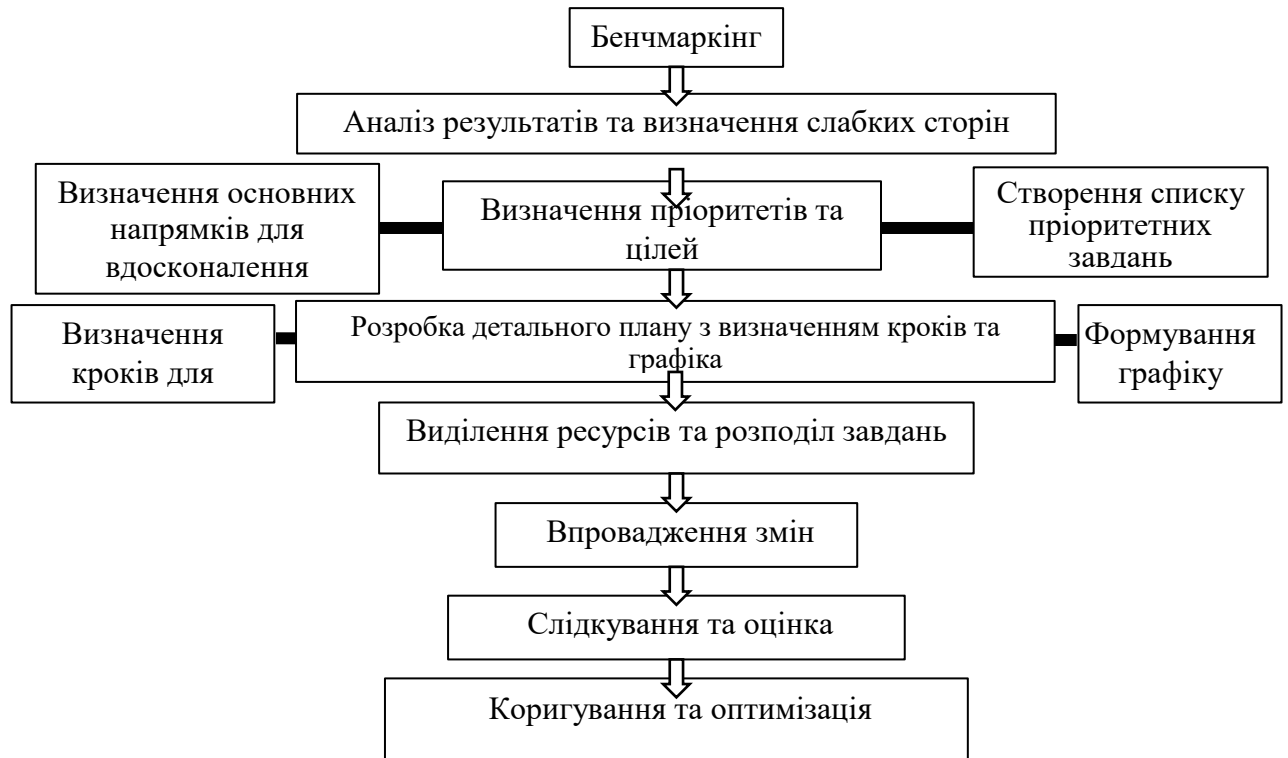 Бенчмаркінг
Аналіз результатів та визначення слабких сторін
Визначення основних
напрямків для
вдосконалення
Визначення пріоритетів та
цілей
Створення списку
пріоритетних
завдань
Визначення
кроків для
Розробка детального плану з визначенням кроків та
графіка
Формування
графіку
Виділення ресурсів та розподіл завдань
Впровадження змін
Слідкування та оцінка
Коригування та оптимізація